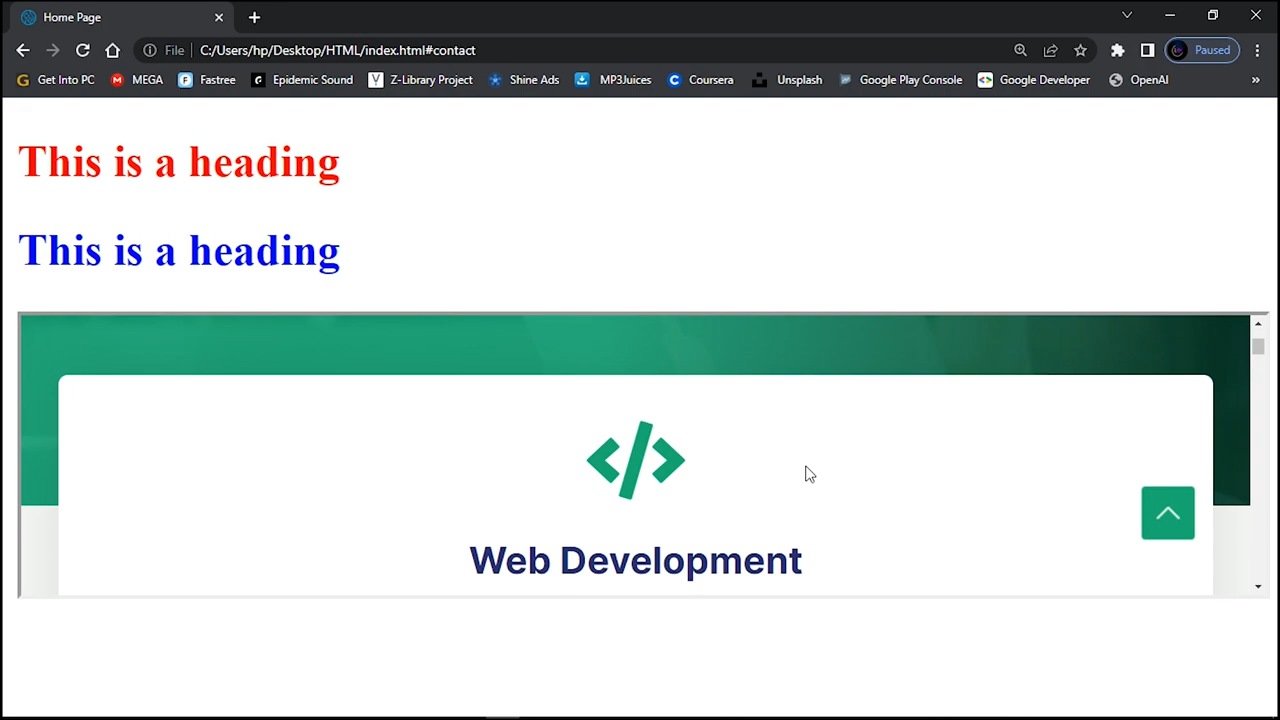 Home Page
File C:/Users/hp/Desktop/HTML/index.html#contact Paused
Get Into PC MEGA Fastree Epidemic Sound Z-Library Project Shine Ads MP3Juices Coursera Unsplash Google Play Console Google Developer OpenAI
This is a heading
This is a heading
Web Development